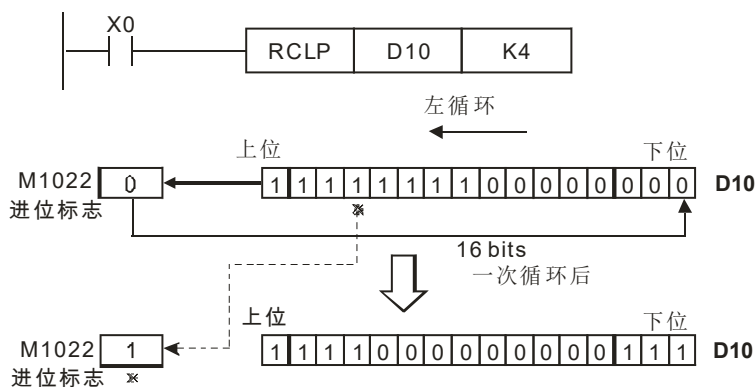 X0
RCLP D10 K4
左循环
上位 下位
M1022 0 1 1 1 1 1 1 1 1 0 0 0 0 0 0 0 0 D10
进位标志 ※
16 bits
一次循环后
上位 下位
M1022 1 1 1 1 1 0 0 0 0 0 0 0 0 0 1 1 1 D10
进位标志 ※